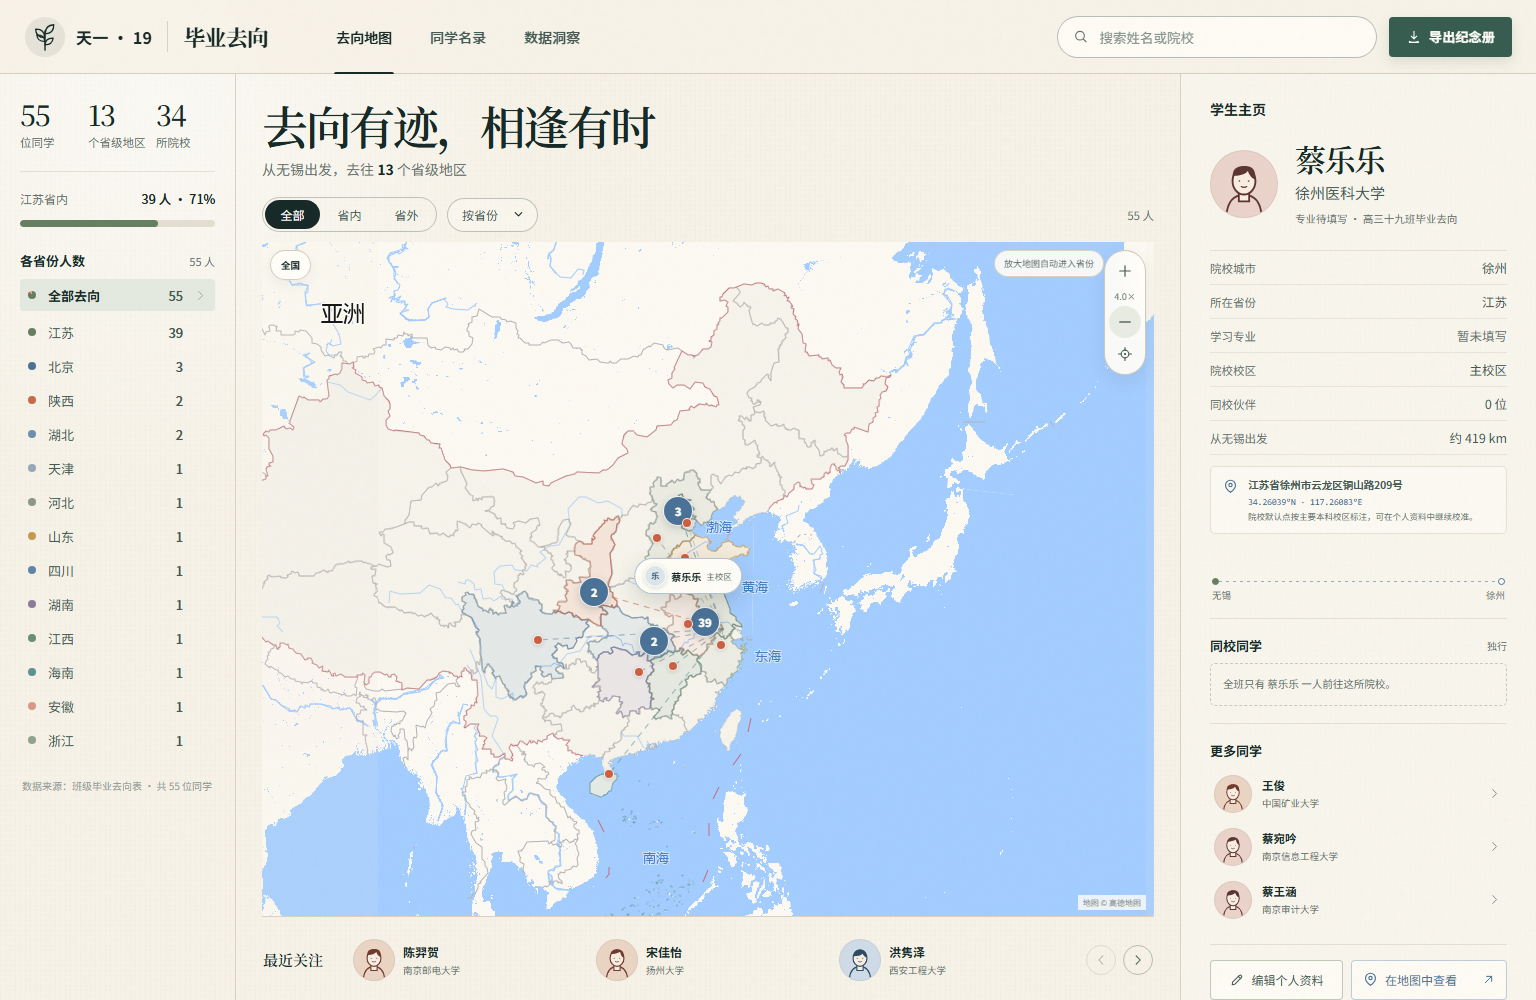 天一 · 19
毕业去向
去向地图
同学名录
数据洞察
搜索姓名或院校
导出纪念册
55
位同学
13
个省级地区
34
所院校
江苏省内
39 人 · 71%
各省份人数
55 人
全部去向 55
江苏 39
北京 3
陕西 2
湖北 2
天津 1
河北 1
山东 1
四川 1
湖南 1
江西 1
海南 1
安徽 1
浙江 1
数据来源：班级毕业去向表 · 共 55 位同学
去向有迹，相逢有时
从无锡出发，去往 13 个省级地区
全部
省内
省外
按省份
55 人
全国
放大地图自动进入省份
4.0×
亚洲
3
渤海
乐 蔡乐乐 主校区
黄海
2
39
2
东海
南海
地图 © 高德地图
最近关注
陈羿贺
南京邮电大学
宋佳怡
扬州大学
洪隽泽
西安工程大学
学生主页
蔡乐乐
徐州医科大学
专业待填写 · 高三十九班毕业去向
院校城市 徐州
所在省份 江苏
学习专业 暂未填写
院校校区 主校区
同校伙伴 0 位
从无锡出发 约 419 km
江苏省徐州市云龙区铜山路209号
34.26039°N · 117.26083°E
院校默认点按主要本科校区标注，可在个人资料中继续校准。
无锡
徐州
同校同学
独行
全班只有 蔡乐乐 一人前往这所院校。
更多同学
王俊
中国矿业大学
蔡宛吟
南京信息工程大学
蔡王涵
南京审计大学
编辑个人资料
在地图中查看